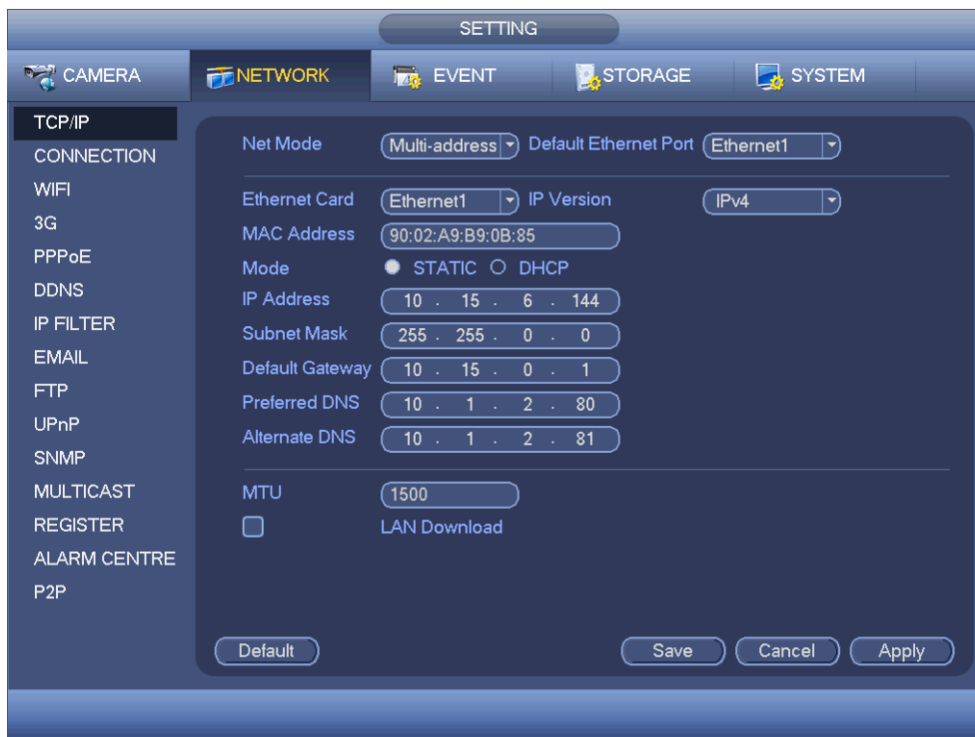 SETTING
CAMERA NETWORK EVENT STORAGE SYSTEM
TCP/IP
CONNECTION
WIFI
3G
PPPoE
DDNS
IP FILTER
EMAIL
FTP
UPnP
SNMP
MULTICAST
REGISTER
ALARM CENTRE
P2P
Net Mode Multi-address Default Ethernet Port Ethernet1
Ethernet Card Ethernet1 IP Version IPv4
MAC Address 90:02:A9:B9:0B:85
Mode STATIC DHCP
IP Address 10 . 15 . 6 . 144
Subnet Mask 255 . 255 . 0 . 0
Default Gateway 10 . 15 . 0 . 1
Preferred DNS 10 . 1 . 2 . 80
Alternate DNS 10 . 1 . 2 . 81
MTU 1500
LAN Download
Default Save Cancel Apply